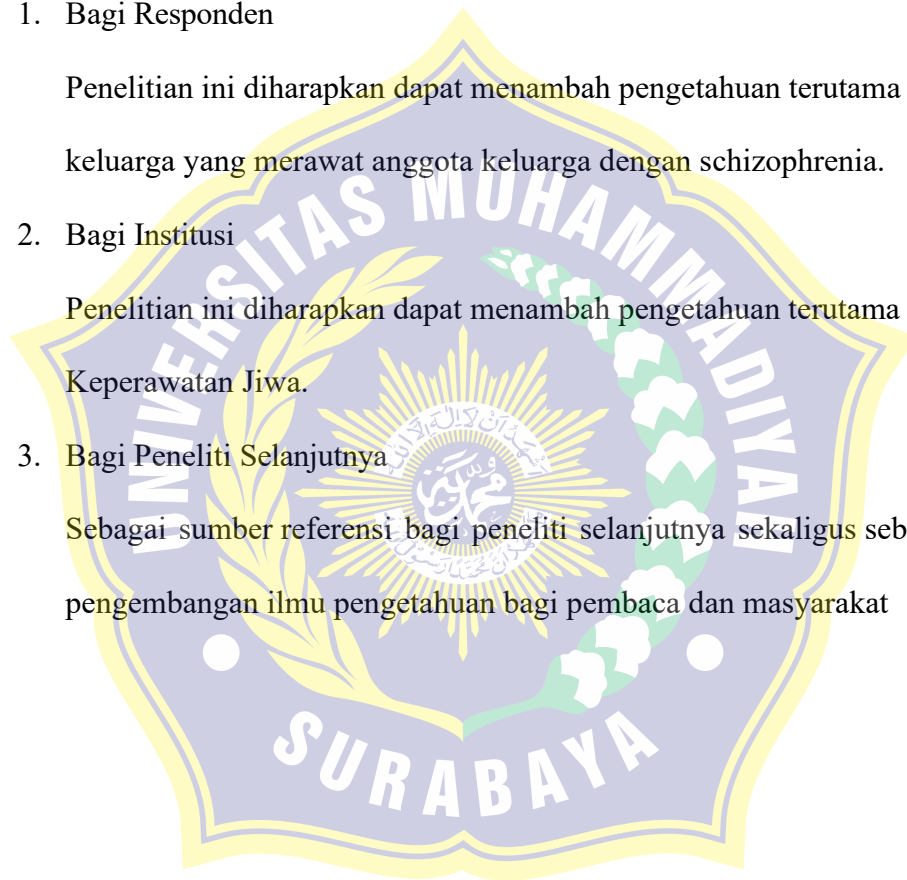 1. Bagi Responden
Penelitian ini diharapkan dapat menambah pengetahuan terutama
keluarga yang merawat anggota keluarga dengan schizophrenia.
2. Bagi Institusi
Penelitian ini diharapkan dapat menambah pengetahuan terutama
Keperawatan Jiwa.
3. Bagi Peneliti Selanjutnya
Sebagai sumber referensi bagi peneliti selanjutnya sekaligus seb
pengembangan ilmu pengetahuan bagi pembaca dan masyarakat
UNIVERSITAS MUHAMMADIYAH
SURABAYA